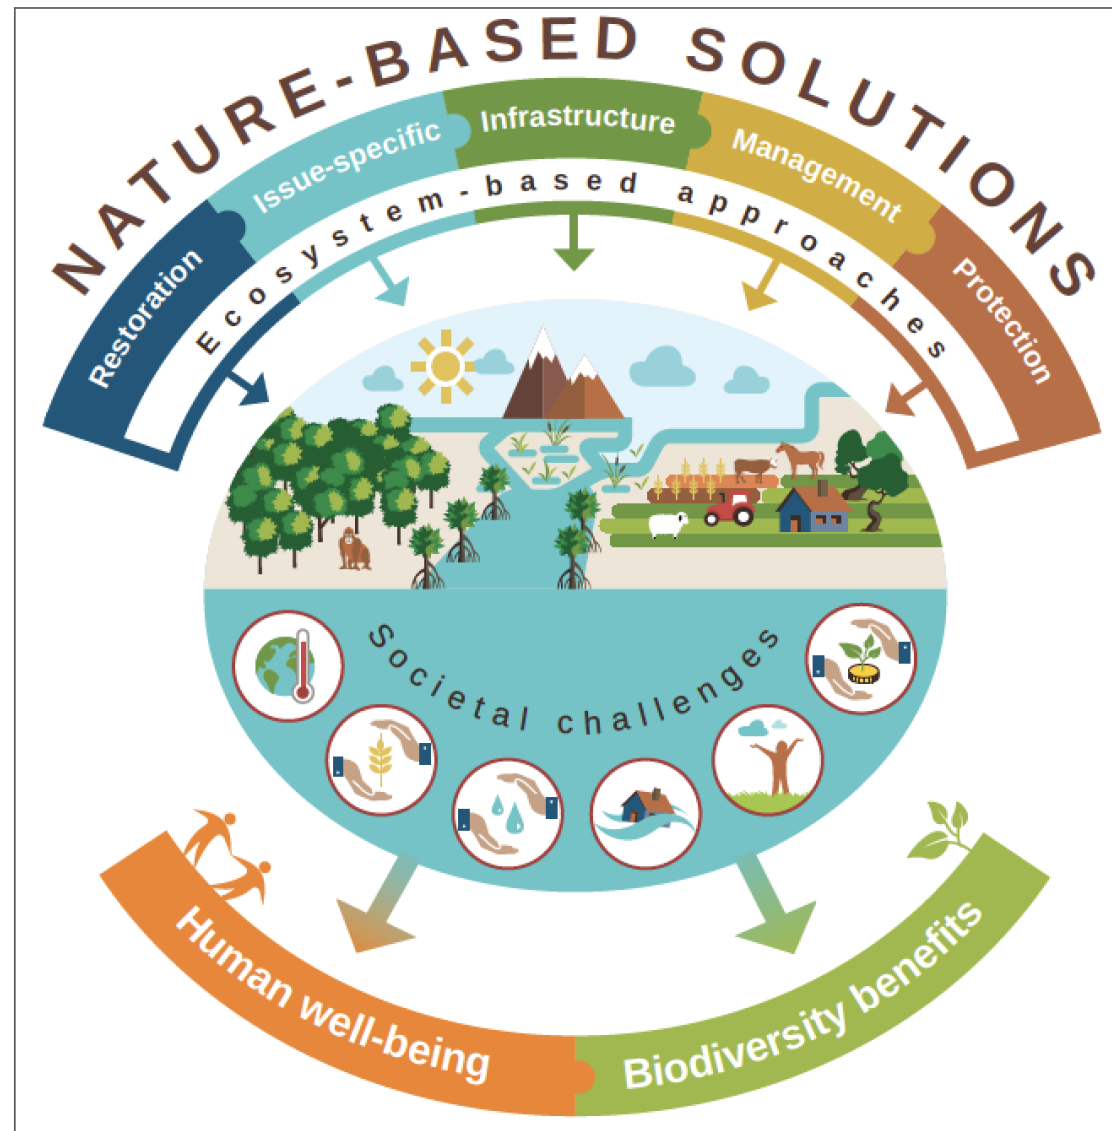 NATURE-BASED SOLUTIONS
Restoration
Issue-specific
Infrastructure
Management
Protection
Ecosystem-based approaches
Societal challenges
Human well-being
Biodiversity benefits